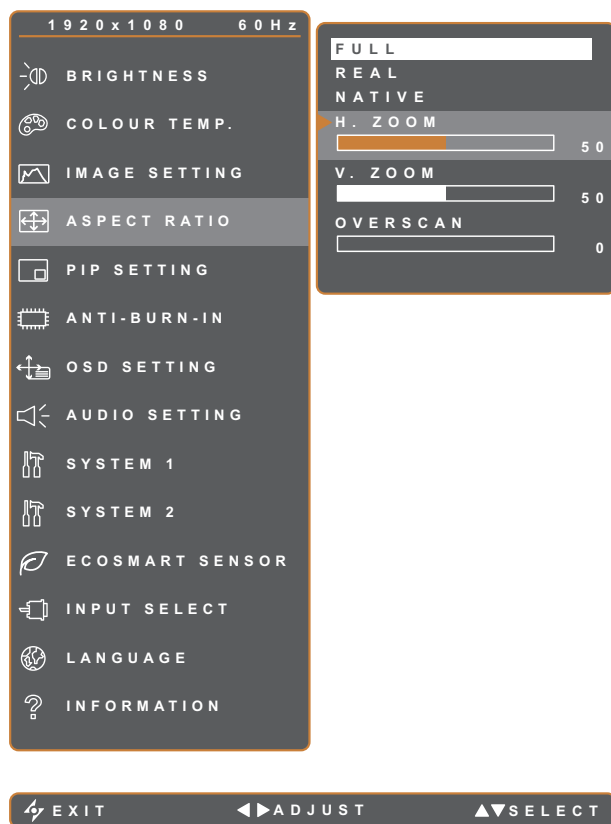 1920x1080 60Hz
BRIGHTNESS
COLOUR TEMP.
IMAGE SETTING
ASPECT RATIO
PIP SETTING
ANTI-BURN-IN
OSD SETTING
AUDIO SETTING
SYSTEM 1
SYSTEM 2
ECOSMART SENSOR
INPUT SELECT
LANGUAGE
INFORMATION
FULL
REAL
NATIVE
H. ZOOM
50
V. ZOOM
50
OVERSCAN
0
EXIT ADJUST SELECT